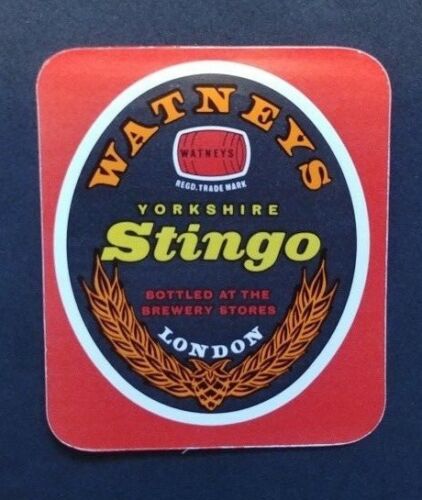 WATNEYS
WATNEYS
REGD. TRADE MARK
YORKSHIRE
Stingo
BOTTLED AT THE
BREWERY STORES
LONDON